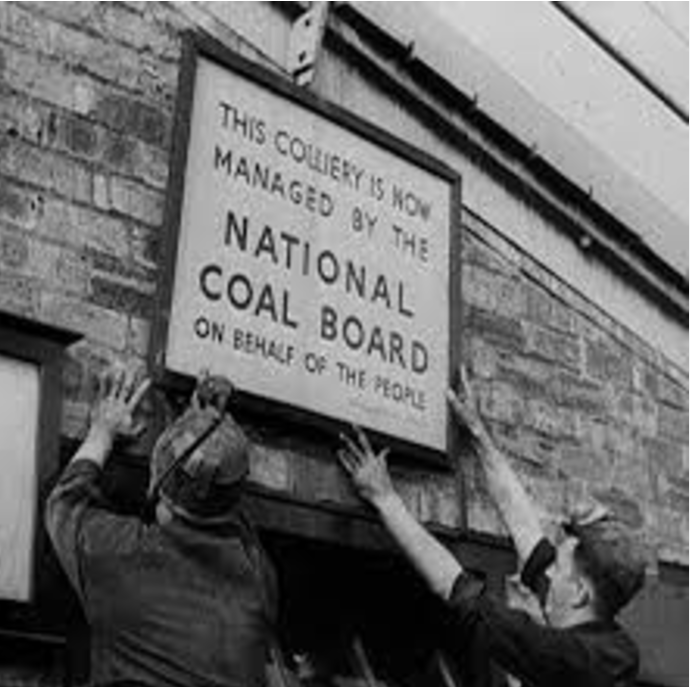 THIS COLLIERY IS NOW
MANAGED BY THE
NATIONAL
COAL BOARD
ON BEHALF OF THE PEOPLE